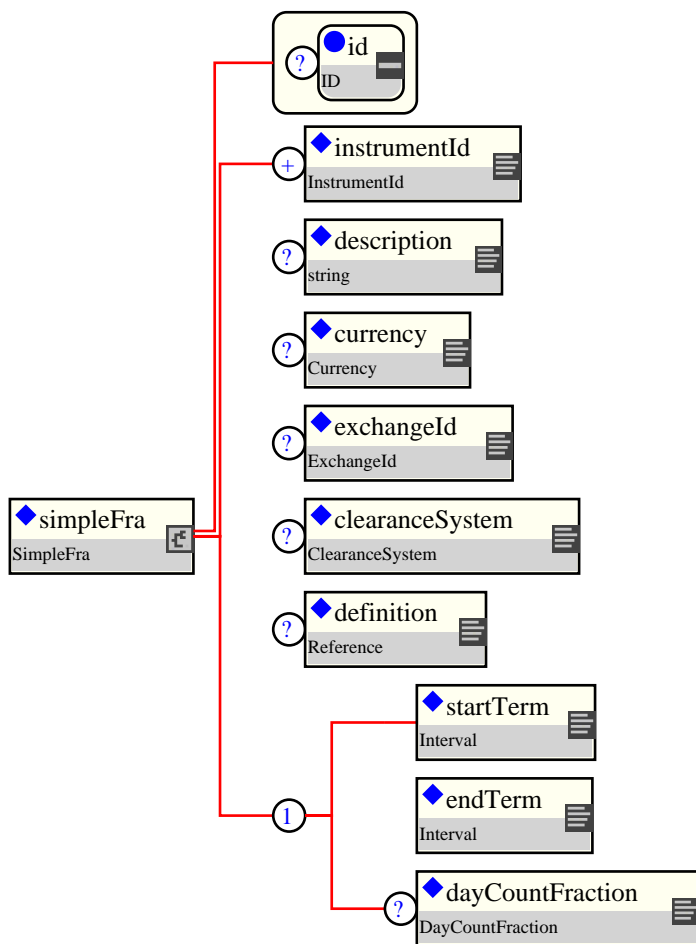 id
?
ID
instrumentId
+
InstrumentId
description
?
string
currency
?
Currency
exchangeId
?
ExchangeId
simpleFra
SimpleFra
clearanceSystem
?
ClearanceSystem
definition
?
Reference
startTerm
Interval
endTerm
1
Interval
dayCountFraction
?
DayCountFraction